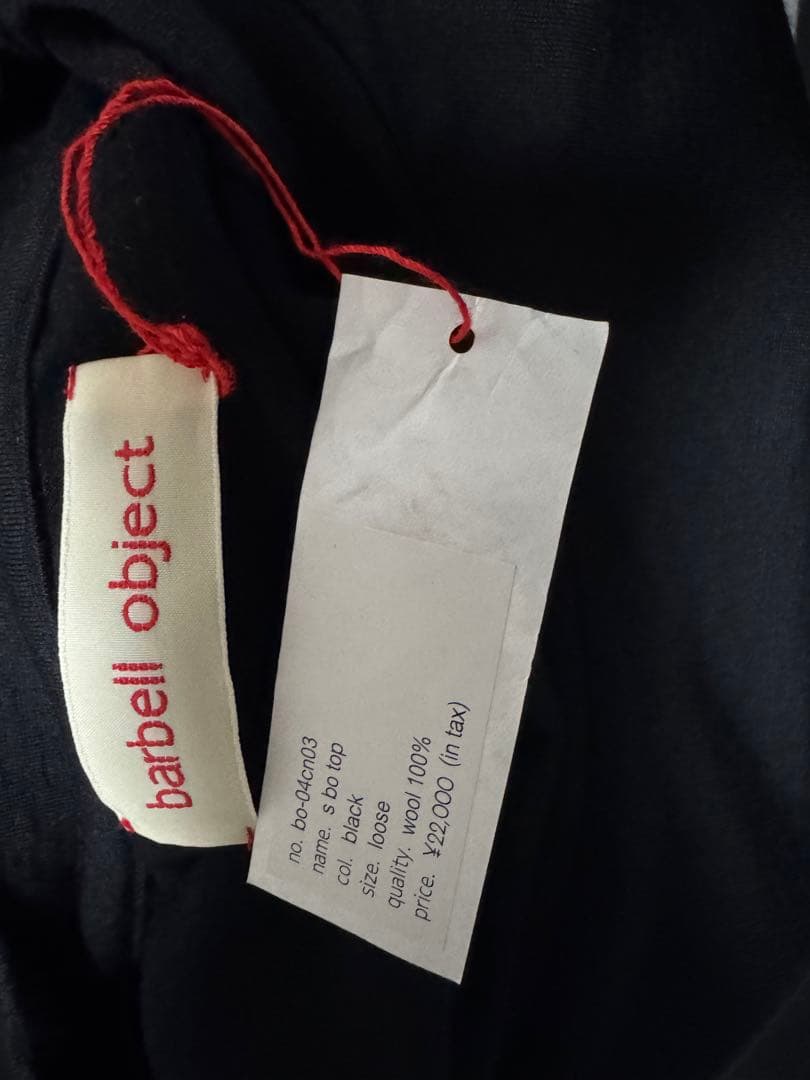 barbell object
no. bo-04cn03
name. s bo top
col. black
size. loose
quality. wool 100%
price. ¥22,000 (in tax)